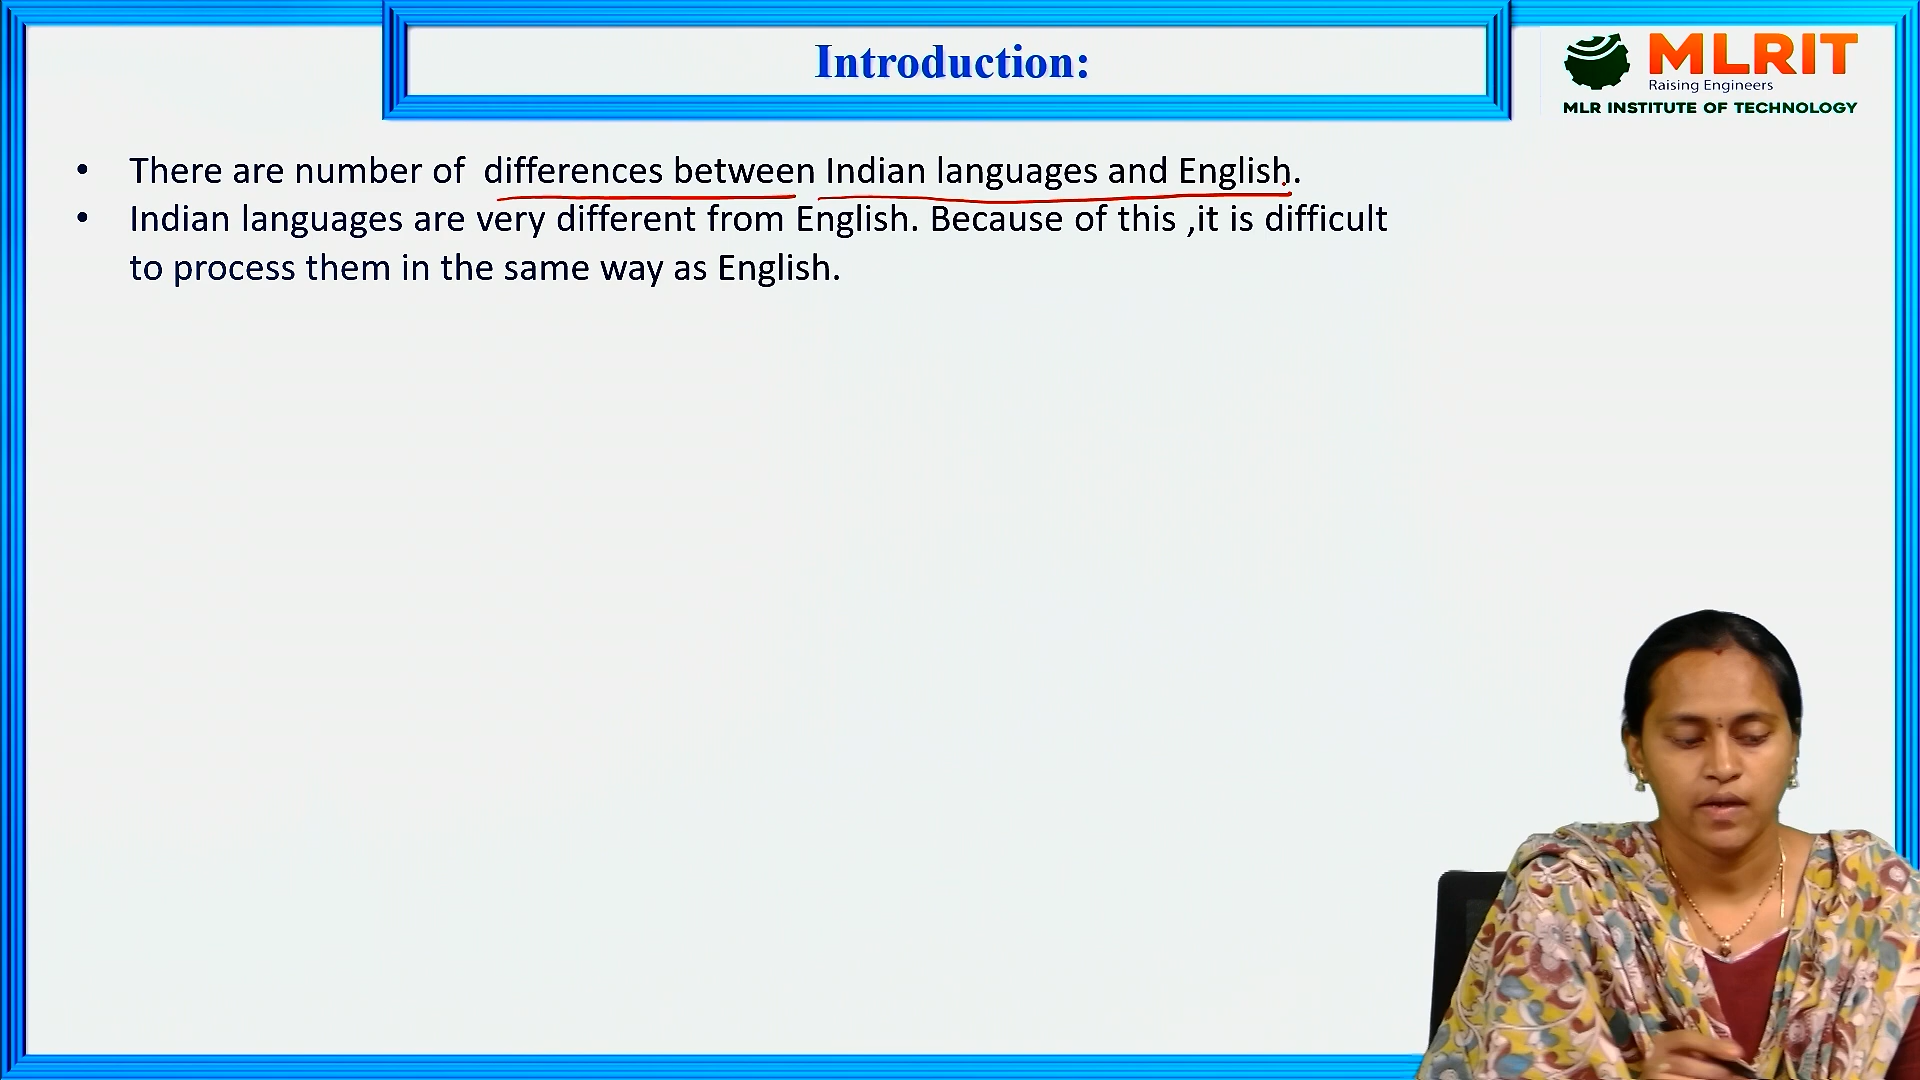 Introduction:
MLRIT
Raising Engineers
MLR INSTITUTE OF TECHNOLOGY
• There are number of differences between Indian languages and English.
• Indian languages are very different from English. Because of this ,it is difficult
to process them in the same way as English.